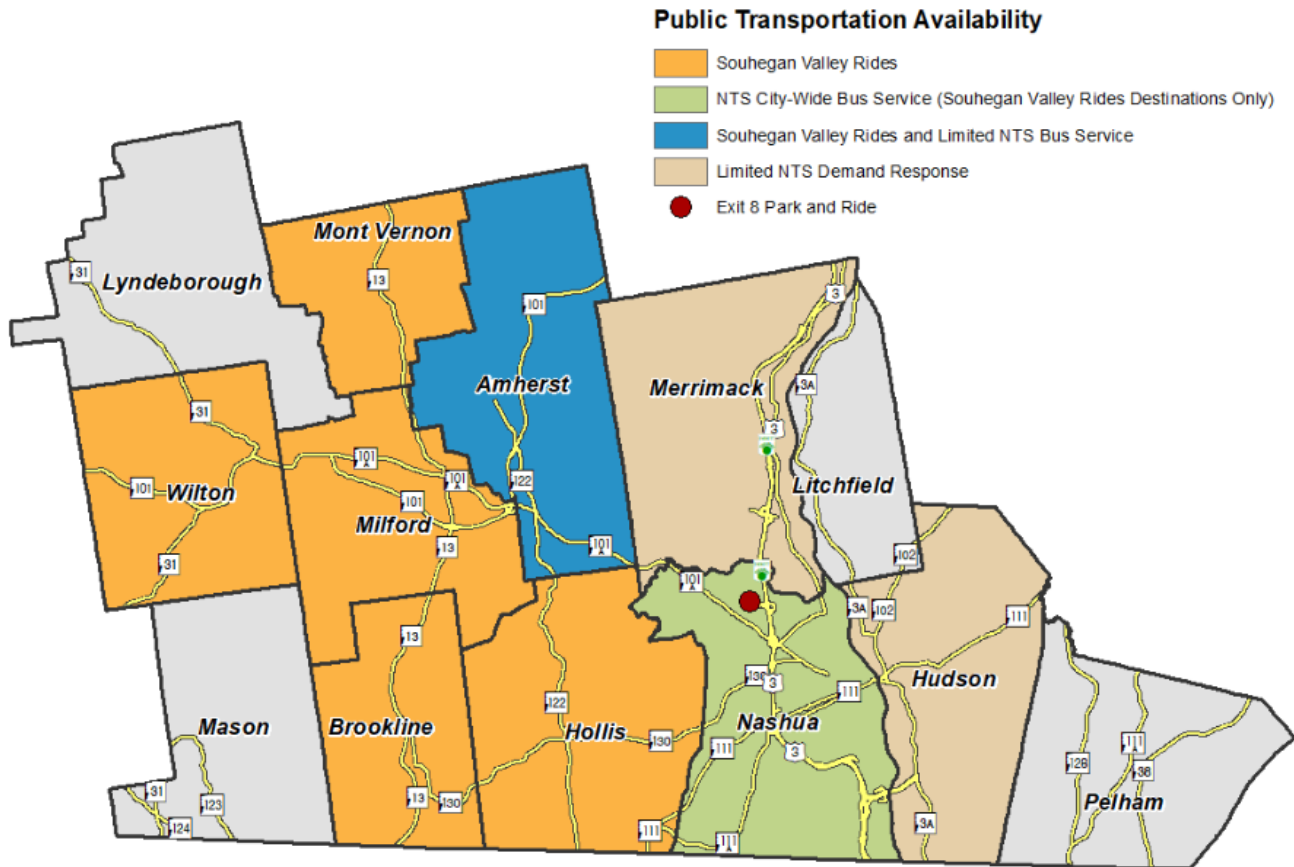 Public Transportation Availability
Souhegan Valley Rides
NTS City-Wide Bus Service (Souhegan Valley Rides Destinations Only)
Souhegan Valley Rides and Limited NTS Bus Service
Limited NTS Demand Response
Exit 8 Park and Ride
Mont Vernon
Lyndeborough
31
13
3
101
Amherst
Merrimack
3A
31
3
101
A
101
A
122
Litchfield
101
Wilton
101
Milford
13
101
A
102
31
101
A
3A
102
111
13
Hudson
130
3
111
122
Mason
Brookline
Hollis
130
Nashua
111
3
111
A
128
38
31
123
13
130
Pelham
124
111
111
A
3A